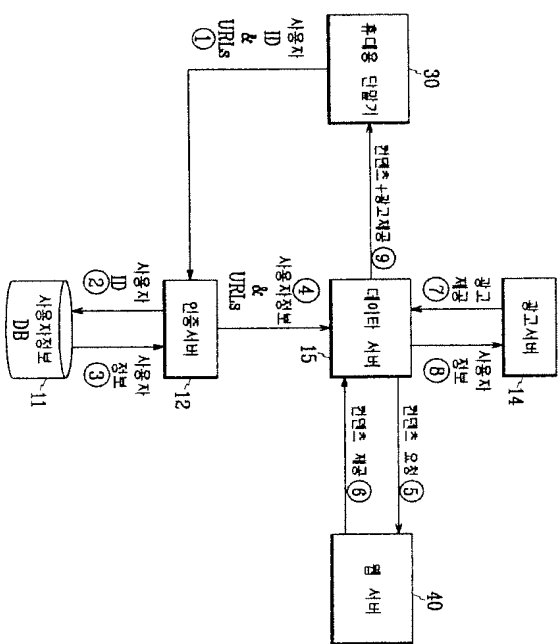 사용자
ID
&
URLs
①
휴대용 단말기
30
컨텐츠+광고제공
⑨
광고
제공
⑦
사용자
정보
⑧
광고서버
14
사용자
ID
②
사용자
정보
③
사용자정보
DB
11
인증서버
12
④
사용자정보
&
URLs
데이터 서버
15
컨텐츠 요청
⑤
컨텐츠 제공
⑥
웹 서버
40